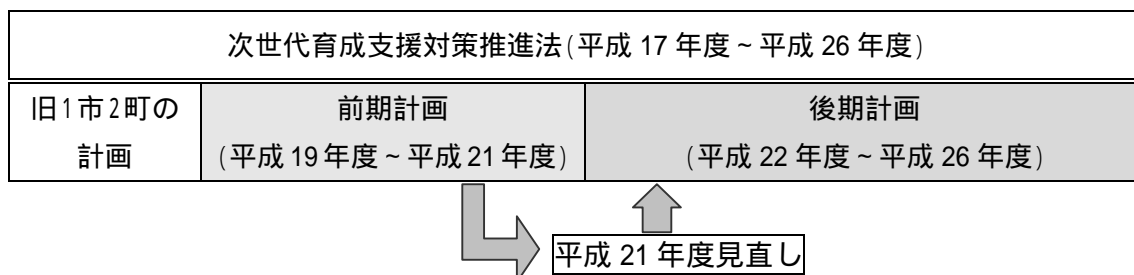 次世代育成支援対策推進法(平成 17 年度~平成 26 年度)
旧1市2町の
計画
前期計画
(平成 19 年度~平成 21 年度)
後期計画
(平成 22 年度~平成 26 年度)
平成 21 年度見直し